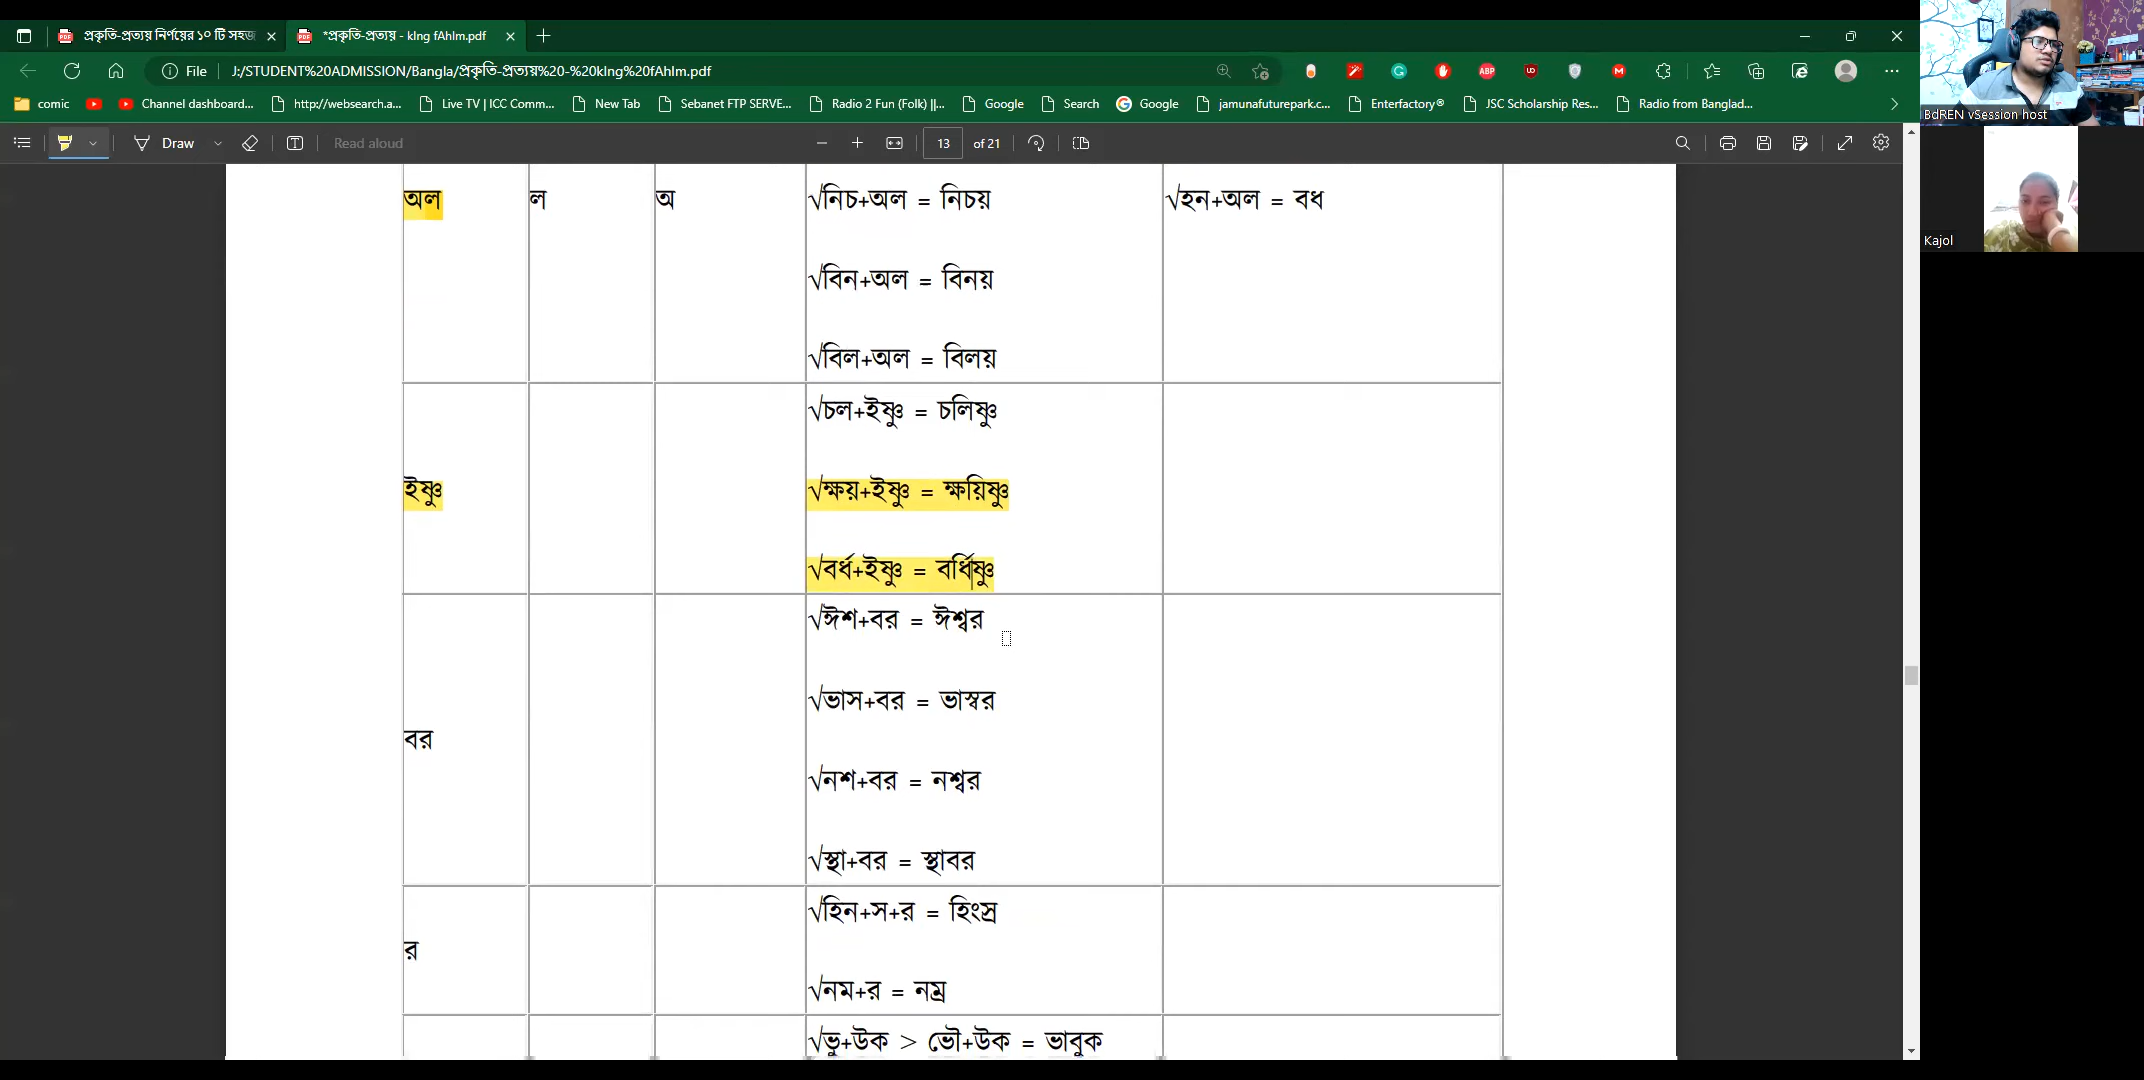 প্রকৃতি-প্রত্যয় নির্ণয়ের ১০ টি সহজ
*প্রকৃতি-প্রত্যয় - kIng fAhIm.pdf
File
J:/STUDENT%20ADMISSION/Bangla/প্রকৃতি-প্রত্যয়%20-%20kIng%20fAhIm.pdf
comic
Channel dashboard...
http://websearch.a...
Live TV | ICC Comm...
New Tab
Sebanet FTP SERVE...
Radio 2 Fun (Folk) ||...
Google
Search
Google
jamunafuturepark.c...
Enterfactory®
JSC Scholarship Res...
Radio from Banglad...
Draw
Read aloud
13 of 21
অল ল অ √নিচ+অল = নিচয় √হন+অল = বধ
√বিন+অল = বিনয়
√বিল+অল = বিলয়
√চল+ইষ্ণু = চলিষ্ণু
ইষ্ণু √ক্ষয়+ইষ্ণু = ক্ষয়িষ্ণু
√বর্ধ+ইষ্ণু = বর্ধিষ্ণু
√ঈশ+বর = ঈশ্বর
√ভাস+বর = ভাস্বর
বর
√নশ+বর = নশ্বর
√স্থা+বর = স্থাবর
√হিন+স+র = হিংস্র
র
√নম+র = নম্র
√ভূ+উক > ভৌ+উক = ভাবুক
BdREN vSession host
Kajol